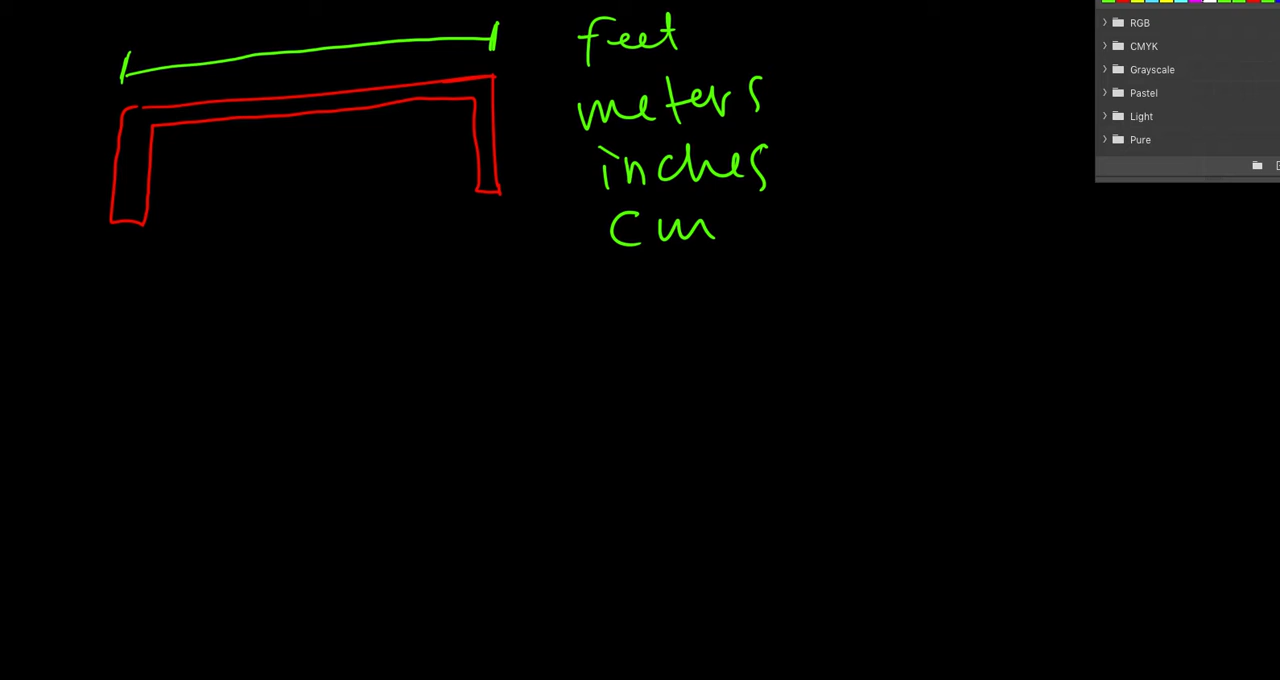 feet
meters
inches
cm
RGB
CMYK
Grayscale
Pastel
Light
Pure